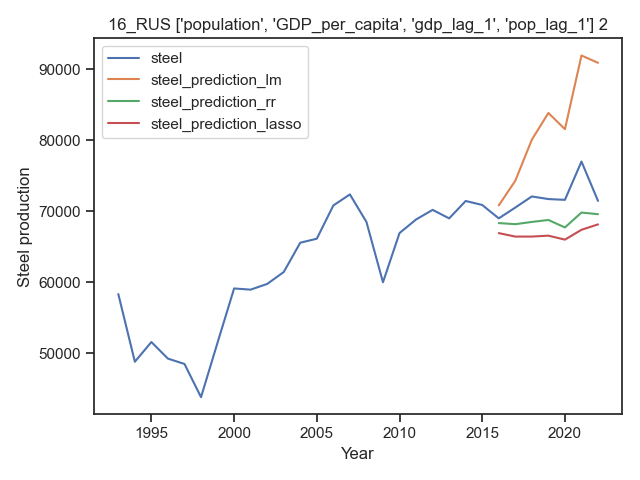 16_RUS ['population', 'GDP_per_capita', 'gdp_lag_1', 'pop_lag_1'] 2
steel
steel_prediction_lm
steel_prediction_rr
steel_prediction_lasso
90000
80000
70000
60000
50000
Steel production
1995 2000 2005 2010 2015 2020
Year